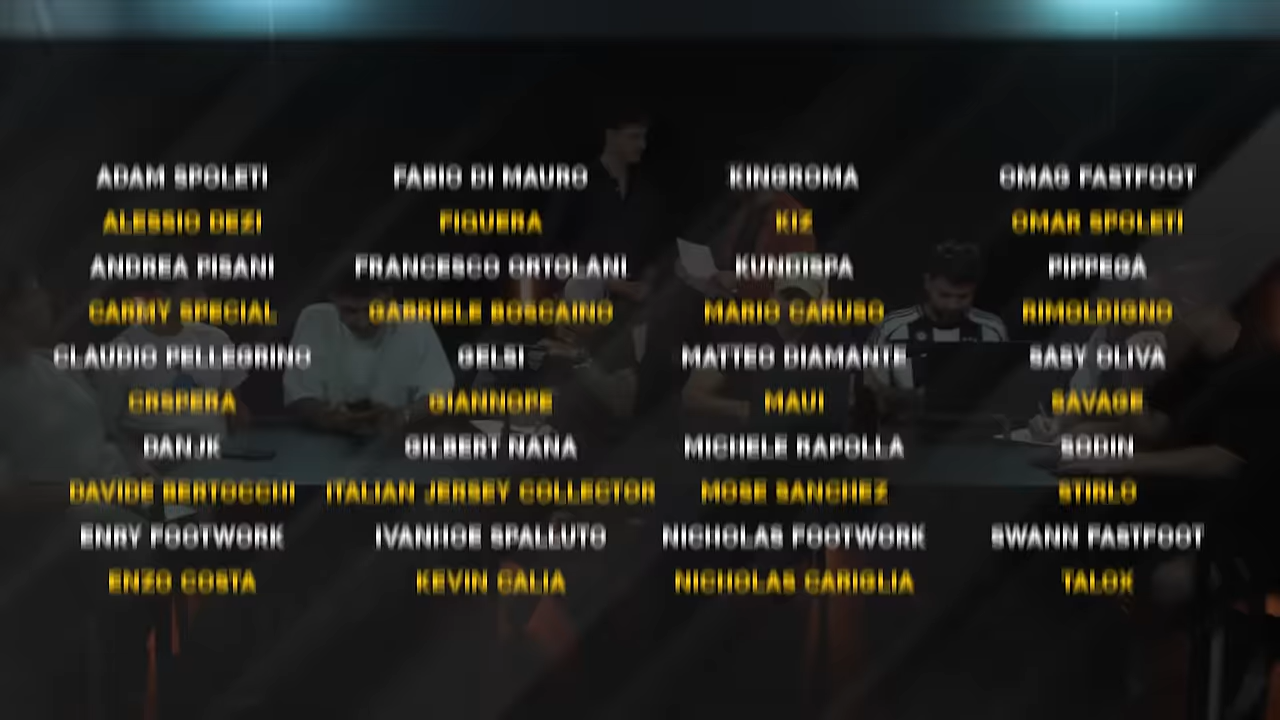 ADAM SPOLETI
ALESSIO DEZI
ANDREA PISANI
CARMY SPECIAL
CLAUDIO PELLEGRINO
CRSPERA
DANJK
DAVIDE BERTOCCHI
ENRY FOOTWORK
ENZO COSTA
FABIO DI MAURO
FIGUERA
FRANCESCO ORTOLANI
GABRIELE BOSCAINO
GELSI
GIANNOPE
GILBERT NANA
ITALIAN JERSEY COLLECTOR
IVANHOE SPALLUTO
KEVIN CALIA
KINGROMA
KIZ
KUNDISPA
MARIO CARUSO
MATTEO DIAMANTE
MAUI
MICHELE RAPOLLA
MOSE SANCHEZ
NICHOLAS FOOTWORK
NICHOLAS CARIGLIA
OMAG FASTFOOT
OMAR SPOLETI
PIPPEGA
RIMOLDIGNO
SASY OLIVA
SAVAGE
SODIN
STIRLO
SWANN FASTFOOT
TALOX